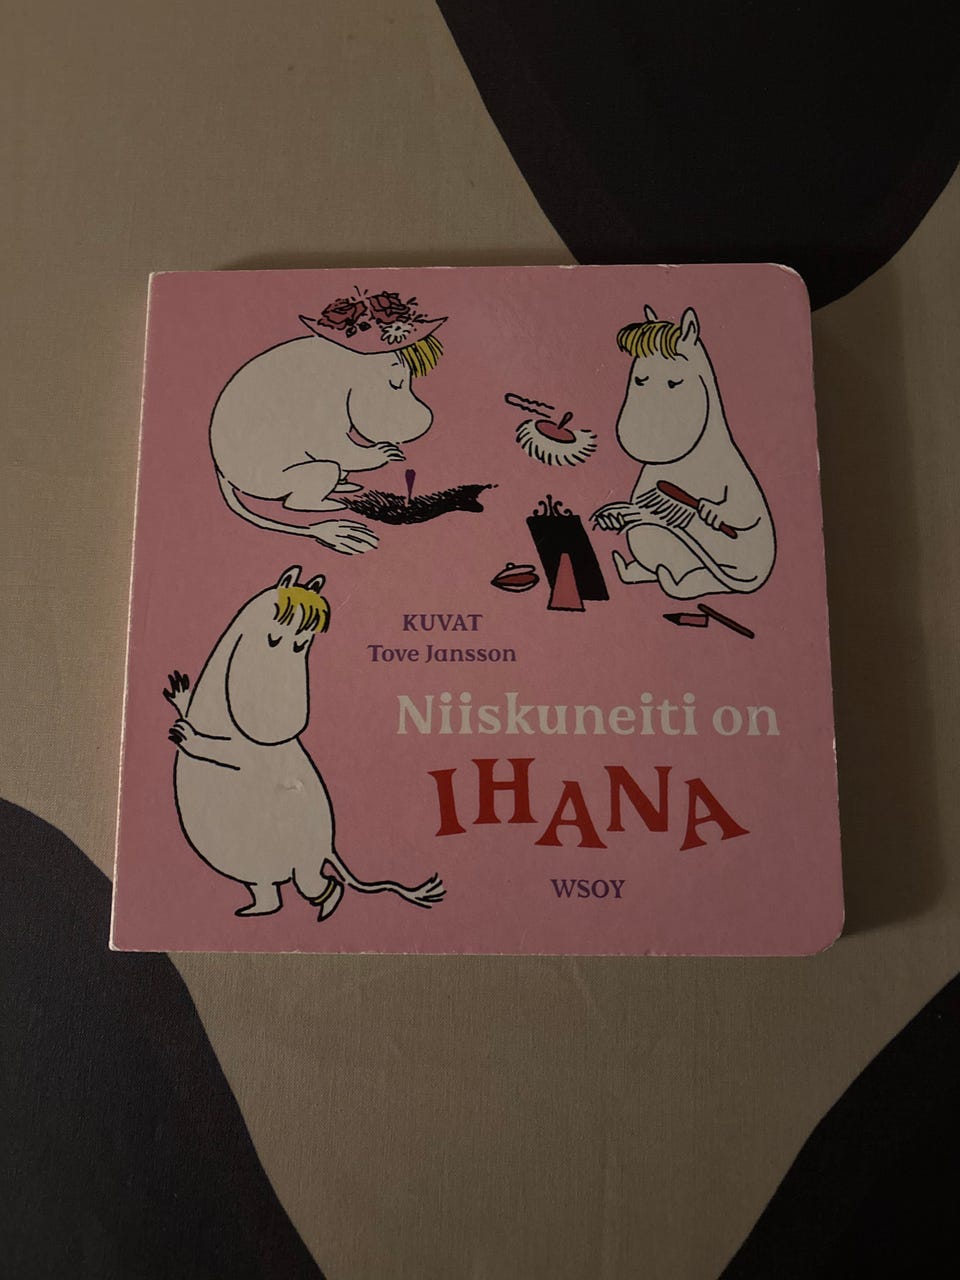 KUVAT
Tove Jansson
Niiskuneiti on
IHANA
WSOY